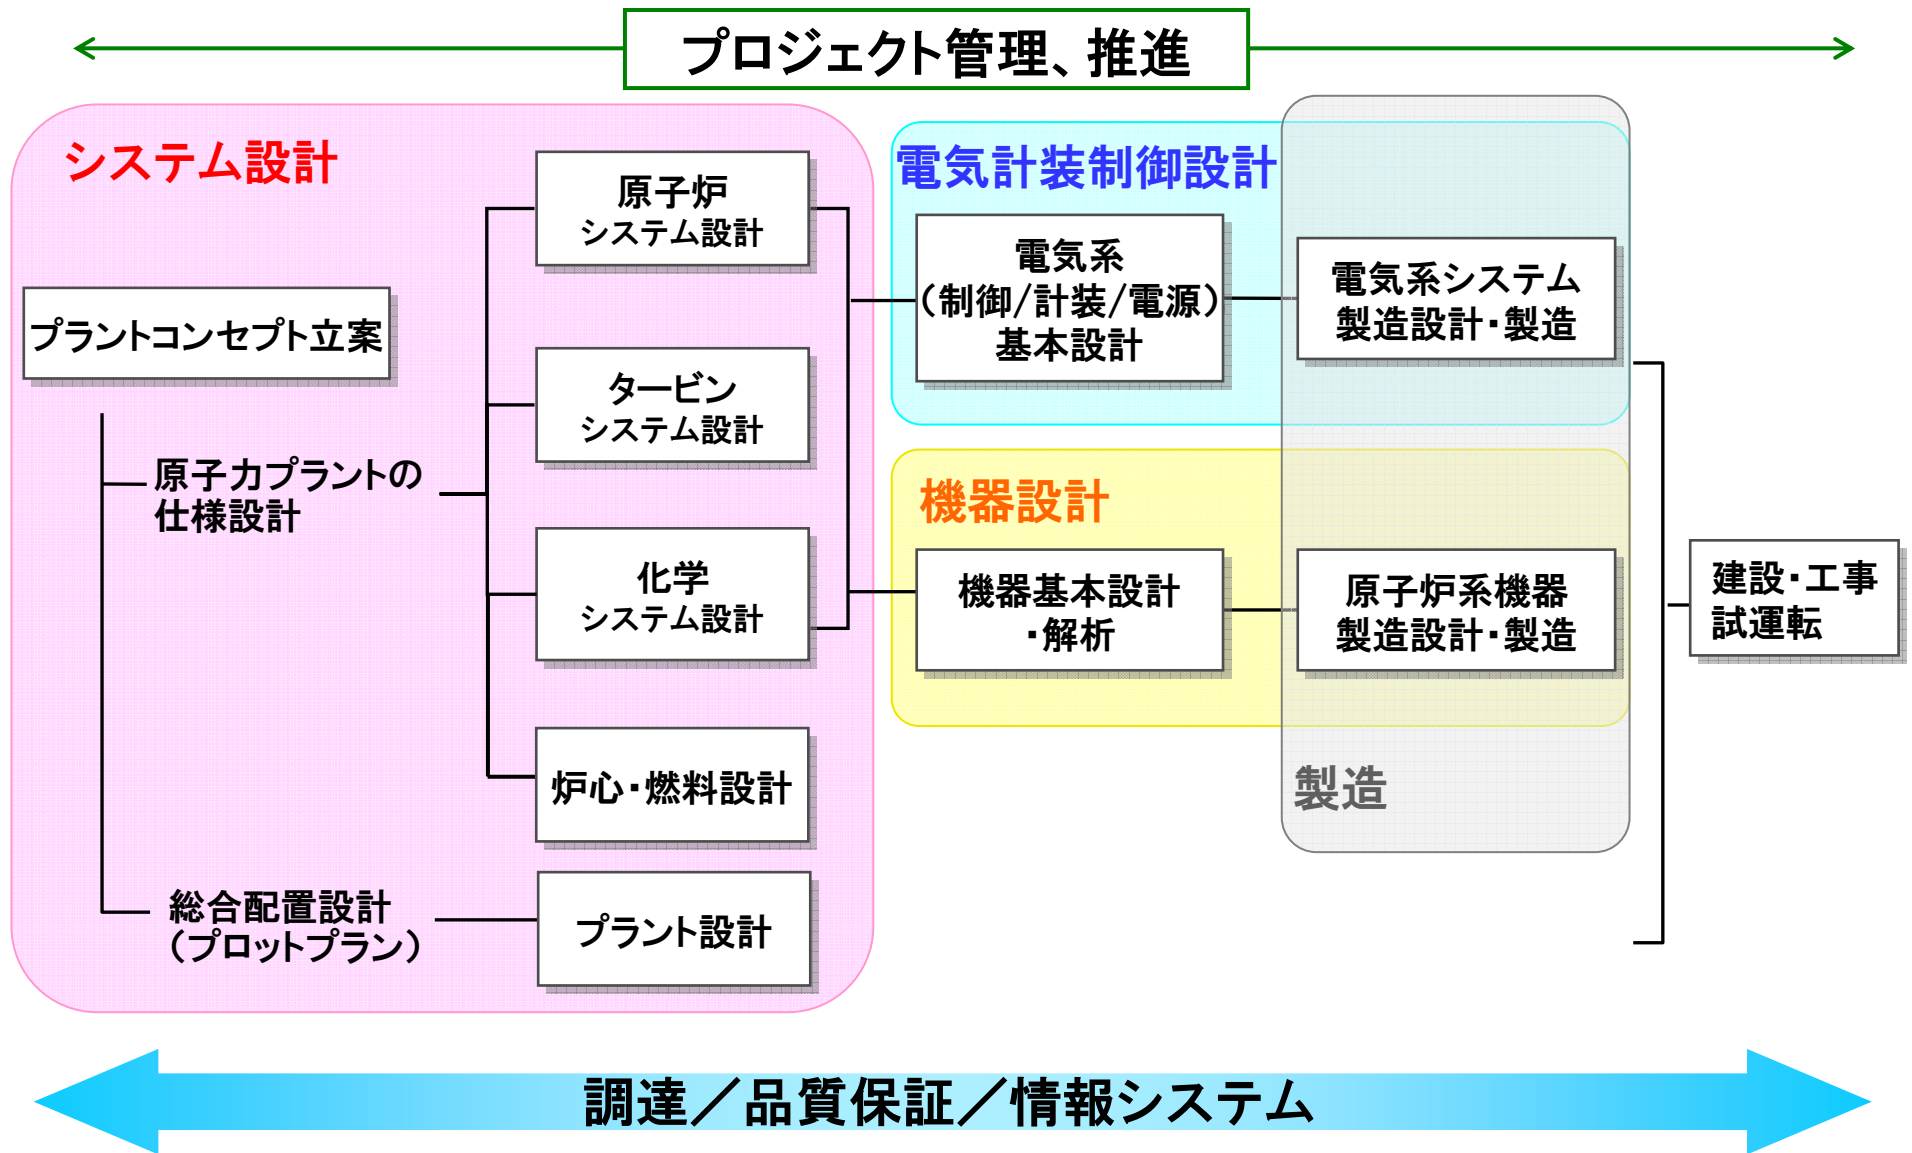 プロジェクト管理、推進
システム設計
プラントコンセプト立案
原子力プラントの
仕様設計
総合配置設計
（プロットプラン）
原子炉
システム設計
タービン
システム設計
化学
システム設計
炉心・燃料設計
プラント設計
電気計装制御設計
電気系
（制御/計装/電源）
基本設計
電気系システム
製造設計・製造
機器設計
機器基本設計
・解析
原子炉系機器
製造設計・製造
製造
建設・工事
試運転
調達／品質保証／情報システム